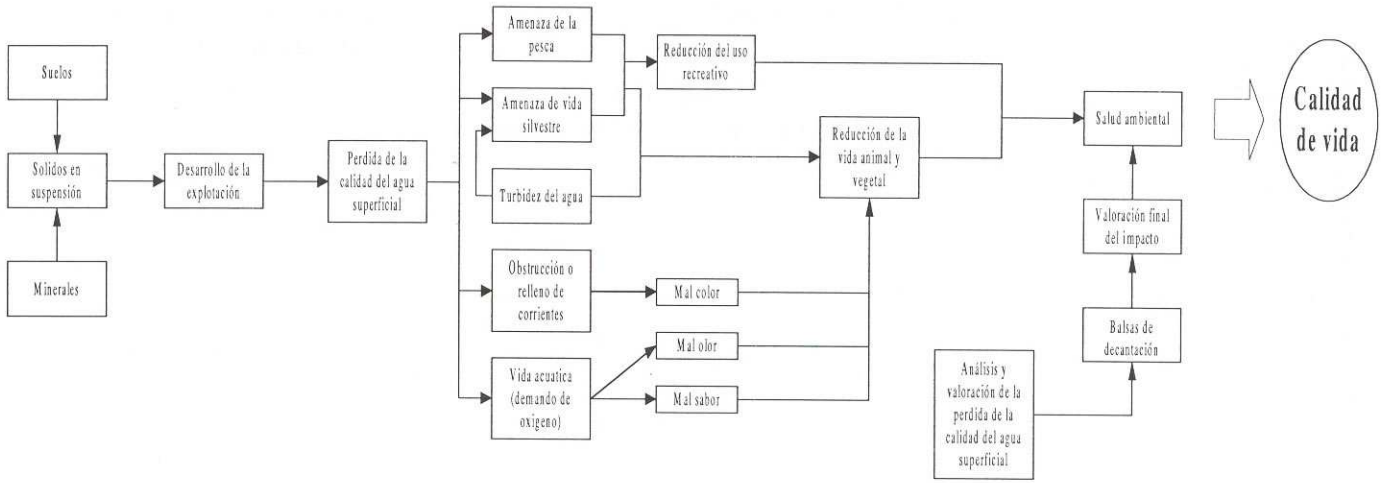 Suelos
Solidos en
suspensión
Minerales
Desarrollo de la
explotación
Perdida de la
calidad del agua
superficial
Amenaza de la
pesca
Amenaza de vida
silvestre
Turbidez del agua
Obstrucción o
relleno de
corrientes
Vida acuatica
(demando de
oxigeno)
Reducción del uso
recreativo
Mal color
Mal olor
Mal sabor
Reducción de la
vida animal y
vegetal
Análisis y
valoración de la
perdida de la
calidad del agua
superficial
Balsas de
decantación
Valoración final
del impacto
Salud ambiental
Calidad
de vida